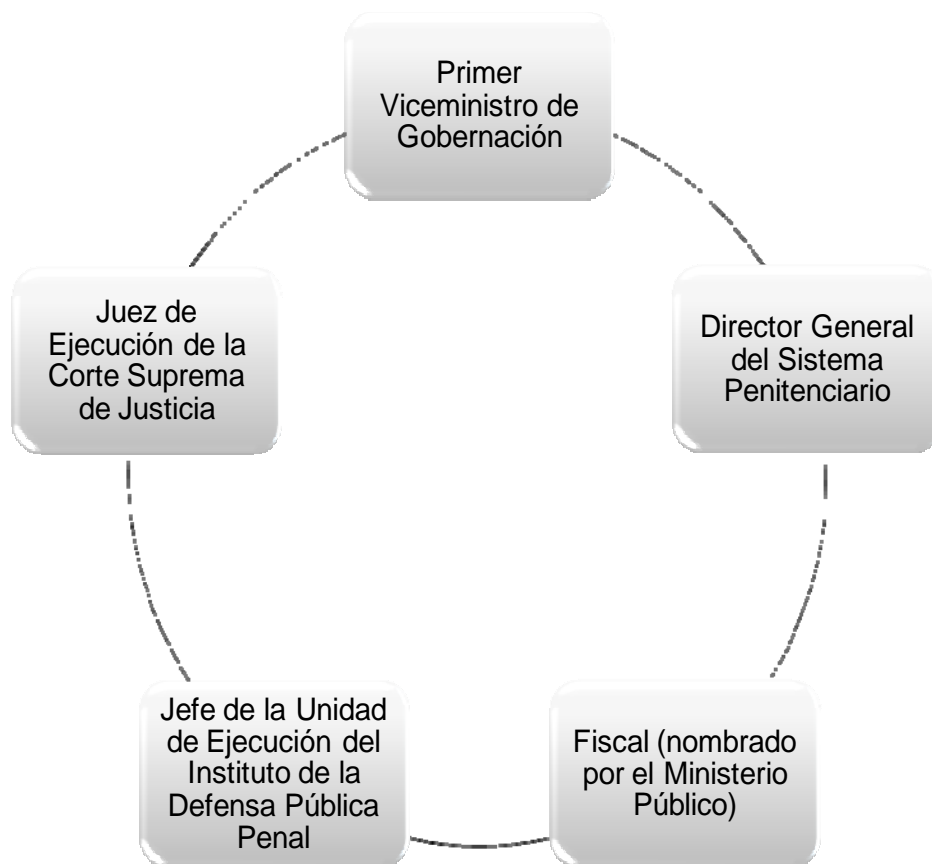 Primer
Viceministro de
Gobernación
Juez de
Ejecución de la
Corte Suprema
de Justicia
Director General
del Sistema
Penitenciario
Jefe de la Unidad
de Ejecución del
Instituto de la
Defensa Pública
Penal
Fiscal (nombrado
por el Ministerio
Público)